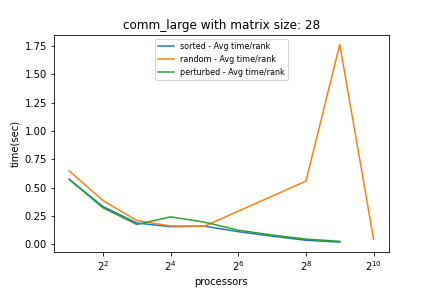 comm_large with matrix size: 28
sorted - Avg time/rank
random - Avg time/rank
perturbed - Avg time/rank
1.75
1.50
1.25
1.00
0.75
0.50
0.25
0.00
time(sec)
2² 2⁴ 2⁶ 2⁸ 2¹⁰
processors